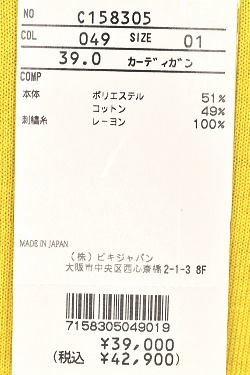 NO C158305
COL 049 SIZE 01
39.0 カーディガン
COMP
本体 ポリエステル 51%
コットン 49%
刺繍糸 レーヨン 100%
MADE IN JAPAN
(株) ビキジャパン
大阪市中央区西心斎橋2-1-3 8F
7158305049019
¥39,000
(税込 ¥42,900)